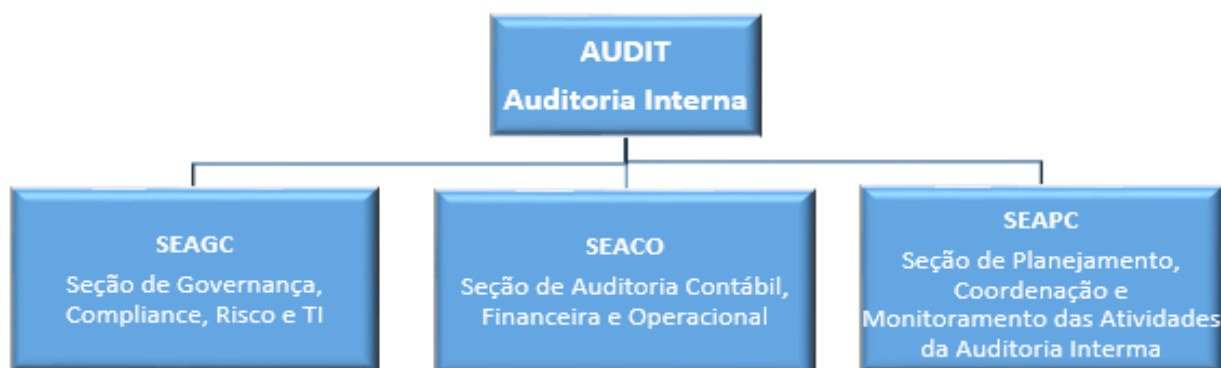 AUDIT
Auditoria Interna
SEAGC
Seção de Governança,
Compliance, Risco e TI
SEACO
Seção de Auditoria Contábil,
Financeira e Operacional
SEAPC
Seção de Planejamento,
Coordenação e
Monitoramento das Atividades
da Auditoria Interma